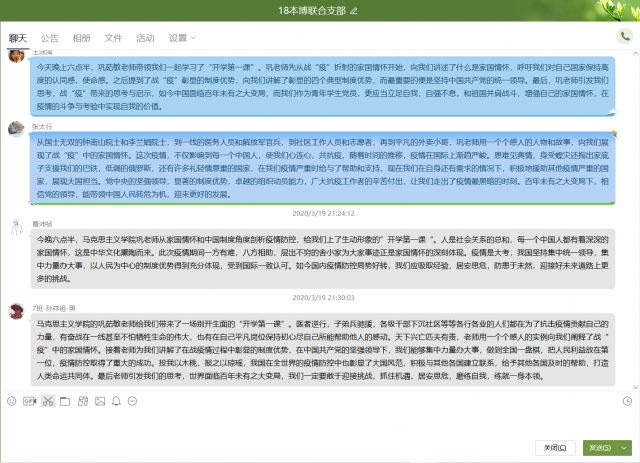 18本博联合支部
聊天 公告 相册 文件 活动 设置
今天晚上六点半，巩茹敏老师带领我们一起学习了“开学第一课”。巩老师先从战“疫”折射的家国情怀开始，向我们讲述了什么是家国情怀，呼吁我们对自己国家保持高
度的认同感、使命感。之后提到了战“疫”彰显的制度优势，向我们讲解了彰显的四个典型制度优势，而最重要的便是坚持中国共产党的统一领导。最后，巩老师引发我们
思考，战“疫”带来的思考与启示，如今中国面临百年未有之大变局，而我们作为青年学生党员，更应当立足自我，自强不息，和祖国并肩战斗，增强自己的家国情怀，在
疫情的斗争与考验中实现自我的价值。
张太行
从国士无双的钟南山院士和李兰娟院士，到一线的医务人员和解放军官兵，到社区工作人员和志愿者，再到平凡的外卖小哥，巩老师用一个个感人的人物和故事，向我们展
现了战“疫”中的家国情怀。这次疫情，不仅影响到每一个中国人，使我们心连心，共抗疫，随着时间的推移，疫情在国际上渐趋严峻。思难见真情，身受蝗灾还掏出家底
子支援我们的巴铁，低调的俄罗斯，还有许多礼轻情意重的国家，在我们疫情严重时给与了帮助和支持，现在我们在自身还有需求的情况下，积极地援助其他疫情严重的国
家，展现大国担当。党中央的坚强领导，显著的制度优势，卓越的组织动员能力，广大抗疫工作者的辛苦付出，让我们走出了疫情最黑暗的时刻。百年未有之大变局下，相
信党的领导，能带领中国人民转危为机，迎来更好的发展。
2020/3/19 21:24:12
曹沛楠
今晚六点半，马克思主义学院巩老师从家国情怀和中国制度角度剖析疫情防控，给我们上了生动形象的“开学第一课“。人是社会关系的总和，每一个中国人都有着深深的
家国情怀，这是中华文化熏陶而来。此次疫情期间一方有难，八方相助，层出不穷的舍小家为大家事迹正是家国情怀的深刻体现。疫情是大考，我国坚持集中统一领导，集
中力量办大事，以人民为中心的制度优势得到充分体现，受到国际一致认可。如今国内疫情防控局势好转，我们应吸取经验，居安思危，防患于未然，迎接好未来道路上更
多的挑战。
2020/3/19 21:30:03
7班-孙祥祖-黑
马克思主义学院的巩茹敏老师给我们带来了一场别开生面的“开学第一课”。医者逆行，子弟兵驰援，各级干部下沉社区等等各行各业的人们都在为了抗击疫情贡献自己的
力量，有奋战在一线甚至不怕牺牲生命的伟大，也有在自己平凡岗位保持初心尽自己所能帮助他人的感动。天下兴亡匹夫有责，老师用一个个感人的实例向我们阐释了战“
疫”中的家国情怀。接着老师为我们讲解了在战疫情过程中彰显的制度优势，在中国共产党的坚强领导下，我们能够集中力量办大事，做到全国一盘棋，把人民利益放在第
一位，疫情防控取得了重大的成功。投我以木桃，报之以琼瑶，我国在全世界的疫情防控中也彰显了大国风范，积极与其他各国建立联系，给予其他各国及时的帮助，打造
人类命运共同体。最后老师引发我们的思考，世界面临百年未有之大变局，我们一定要敢于迎接挑战，抓住机遇，居安思危，磨练自我，练就一身本领。
GIF
关闭(C) 发送(S)